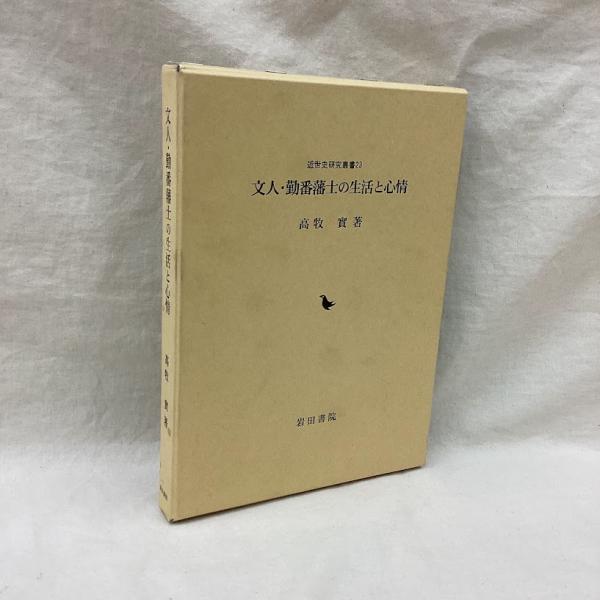 近世史研究叢書23
文人・勤番藩士の生活と心情
高牧 實 著
岩田書院
文人・勤番藩士の生活と心情
高牧 實 著